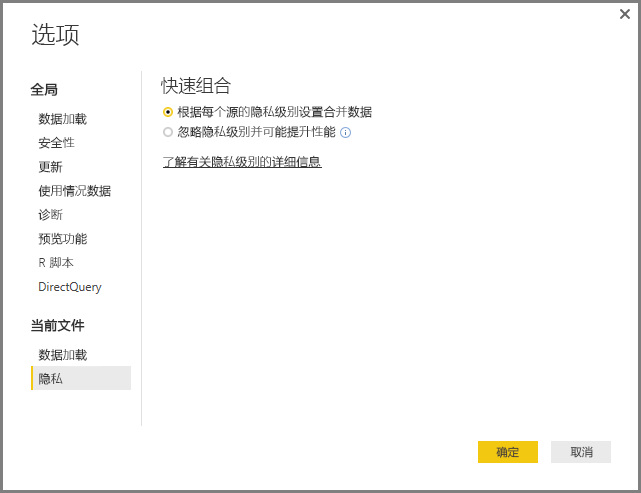 选项
全局
数据加载
安全性
更新
使用情况数据
诊断
预览功能
R 脚本
DirectQuery
当前文件
数据加载
隐私
快速组合
根据每个源的隐私级别设置合并数据
忽略隐私级别并可能提升性能
了解有关隐私级别的详细信息
确定
取消